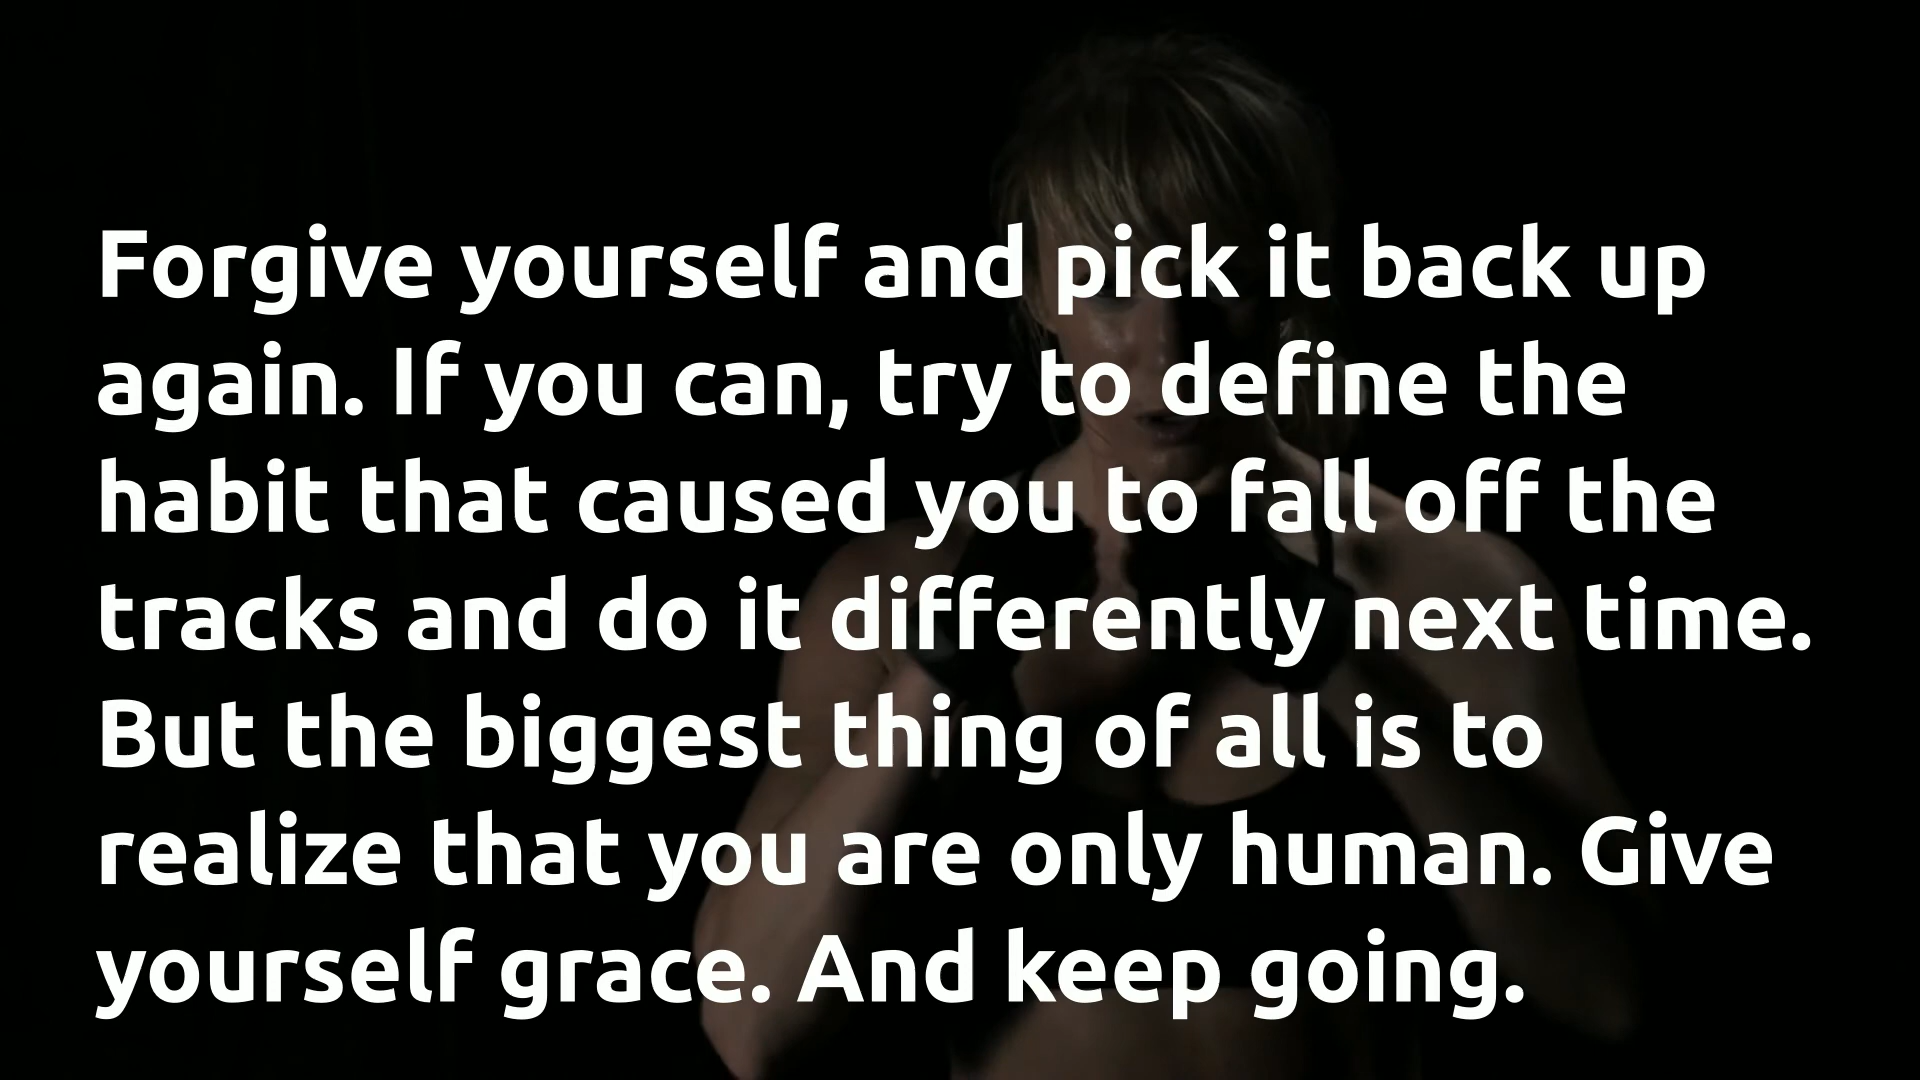 Forgive yourself and pick it back up
again. If you can, try to define the
habit that caused you to fall off the
tracks and do it differently next time.
But the biggest thing of all is to
realize that you are only human. Give
yourself grace. And keep going.